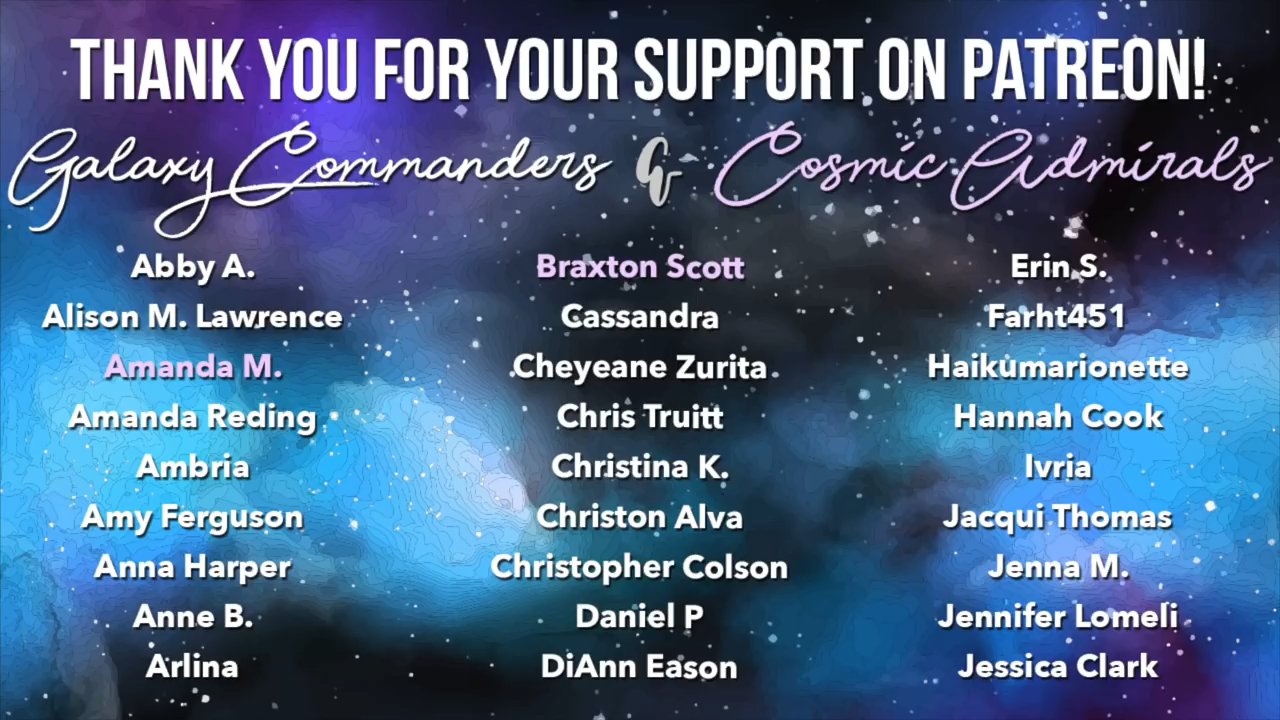 THANK YOU FOR YOUR SUPPORT ON PATREON!
Galaxy Commanders & Cosmic Admirals
Abby A.
Alison M. Lawrence
Amanda M.
Amanda Reding
Ambria
Amy Ferguson
Anna Harper
Anne B.
Arlina
Braxton Scott
Cassandra
Cheyeane Zurita
Chris Truitt
Christina K.
Christon Alva
Christopher Colson
Daniel P
DiAnn Eason
Erin S.
Farht451
Haikumarionette
Hannah Cook
Ivria
Jacqui Thomas
Jenna M.
Jennifer Lomeli
Jessica Clark